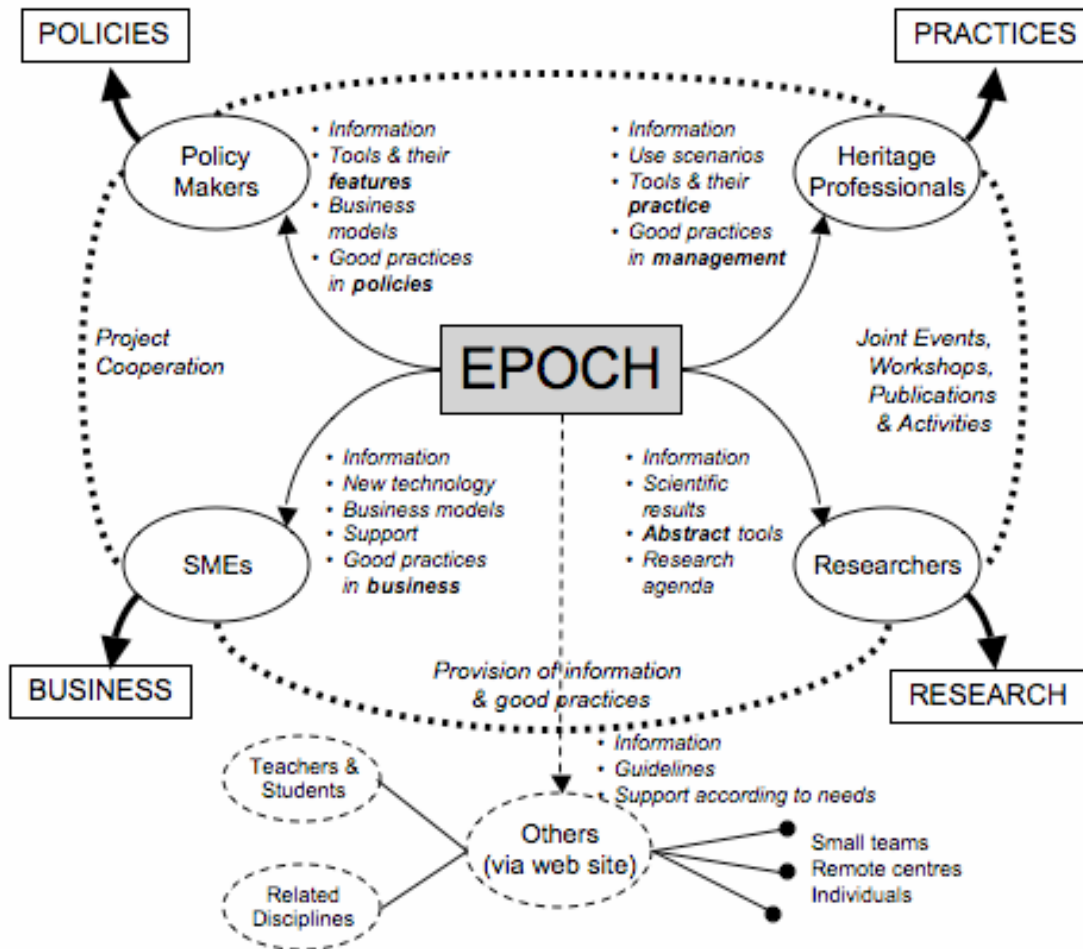 POLICIES
PRACTICES
Policy
Makers
• Information
• Tools & their
features
• Business
models
• Good practices
in policies
• Information
• Use scenarios
• Tools & their
practice
• Good practices
in management
Heritage
Professionals
Project
Cooperation
EPOCH
Joint Events,
Workshops,
Publications
& Activities
SMEs
• Information
• New technology
• Business models
• Support
• Good practices
in business
• Information
• Scientific
results
• Abstract tools
• Research
agenda
Researchers
BUSINESS
Provision of information
& good practices
RESEARCH
• Information
• Guidelines
• Support according to needs
Teachers &
Students
Others
(via web site)
Related
Disciplines
Small teams
Remote centres
Individuals